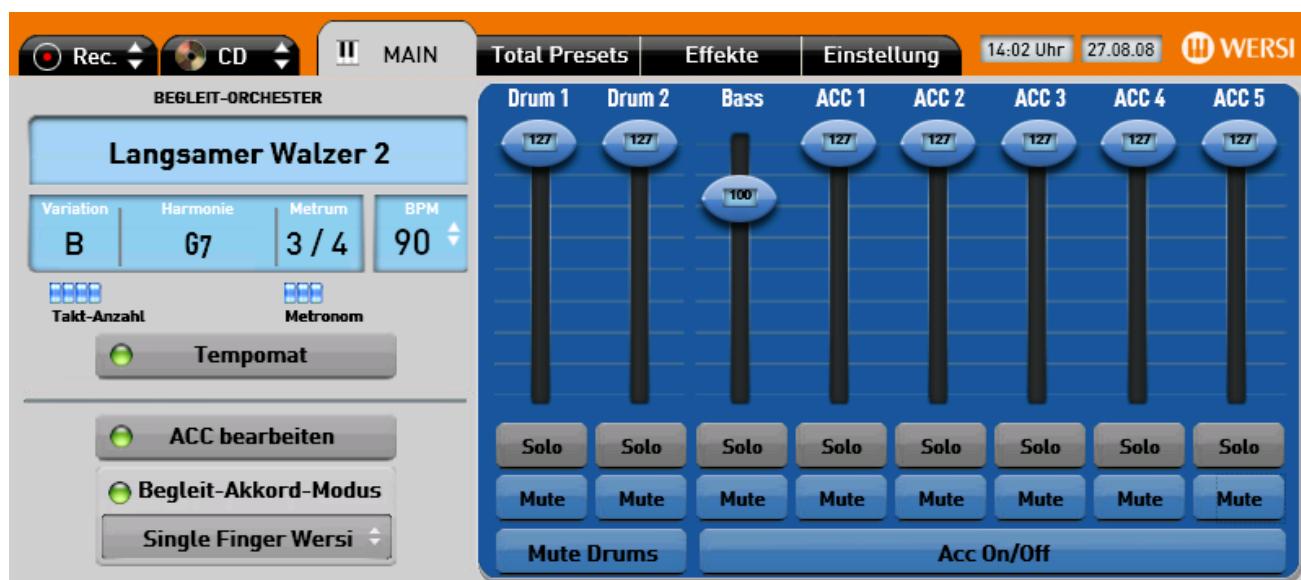 Rec.
CD
MAIN
Total Presets
Effekte
Einstellung
14:02 Uhr
27.08.08
WERSI
BEGLEIT-ORCHESTER
Langsamer Walzer 2
Variation Harmonie Metrum BPM
B G7 3 / 4 90
Takt-Anzahl Metronom
Tempomat
ACC bearbeiten
Begleit-Akkord-Modus
Single Finger Wersi
Drum 1 Drum 2 Bass ACC 1 ACC 2 ACC 3 ACC 4 ACC 5
127 127 127 127 127 127 127
100
Solo Solo Solo Solo Solo Solo Solo Solo
Mute Mute Mute Mute Mute Mute Mute Mute
Mute Drums Acc On/Off